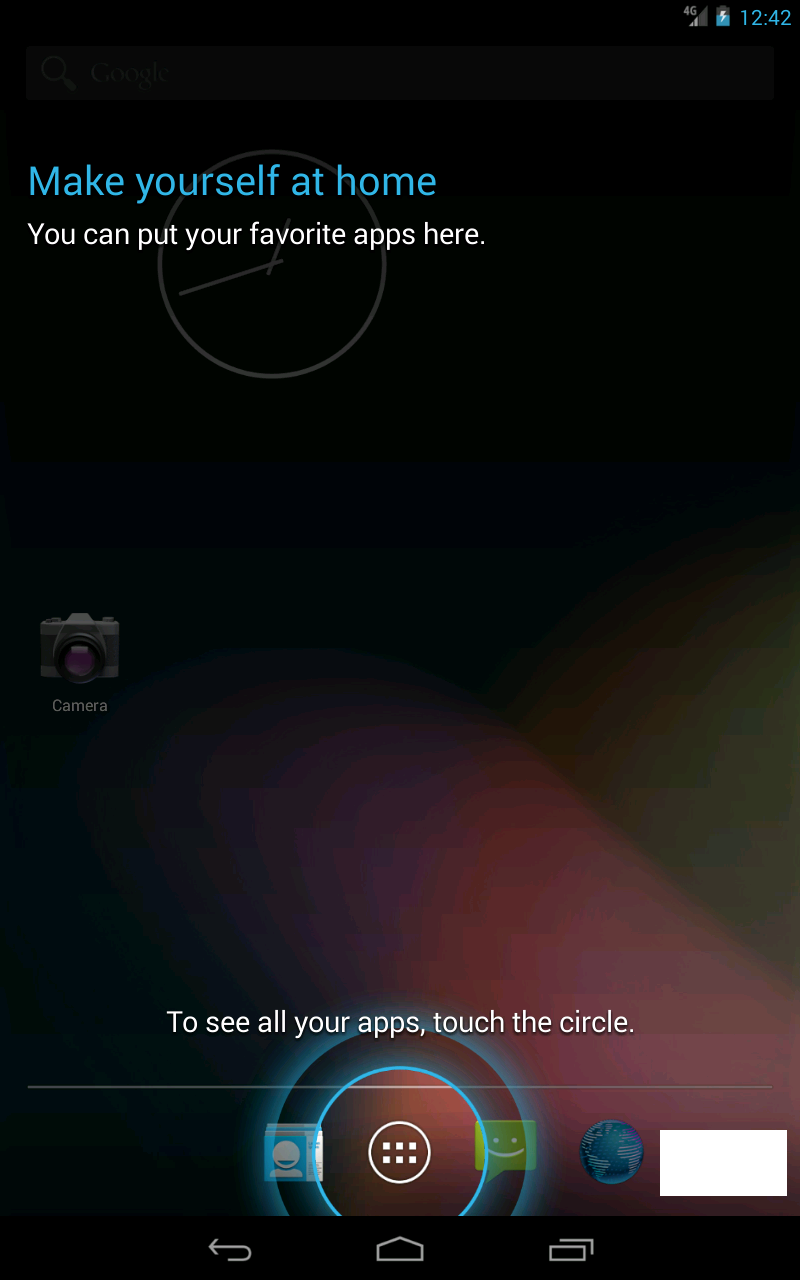 4G 12:42
Google
Make yourself at home
You can put your favorite apps here.
Camera
To see all your apps, touch the circle.